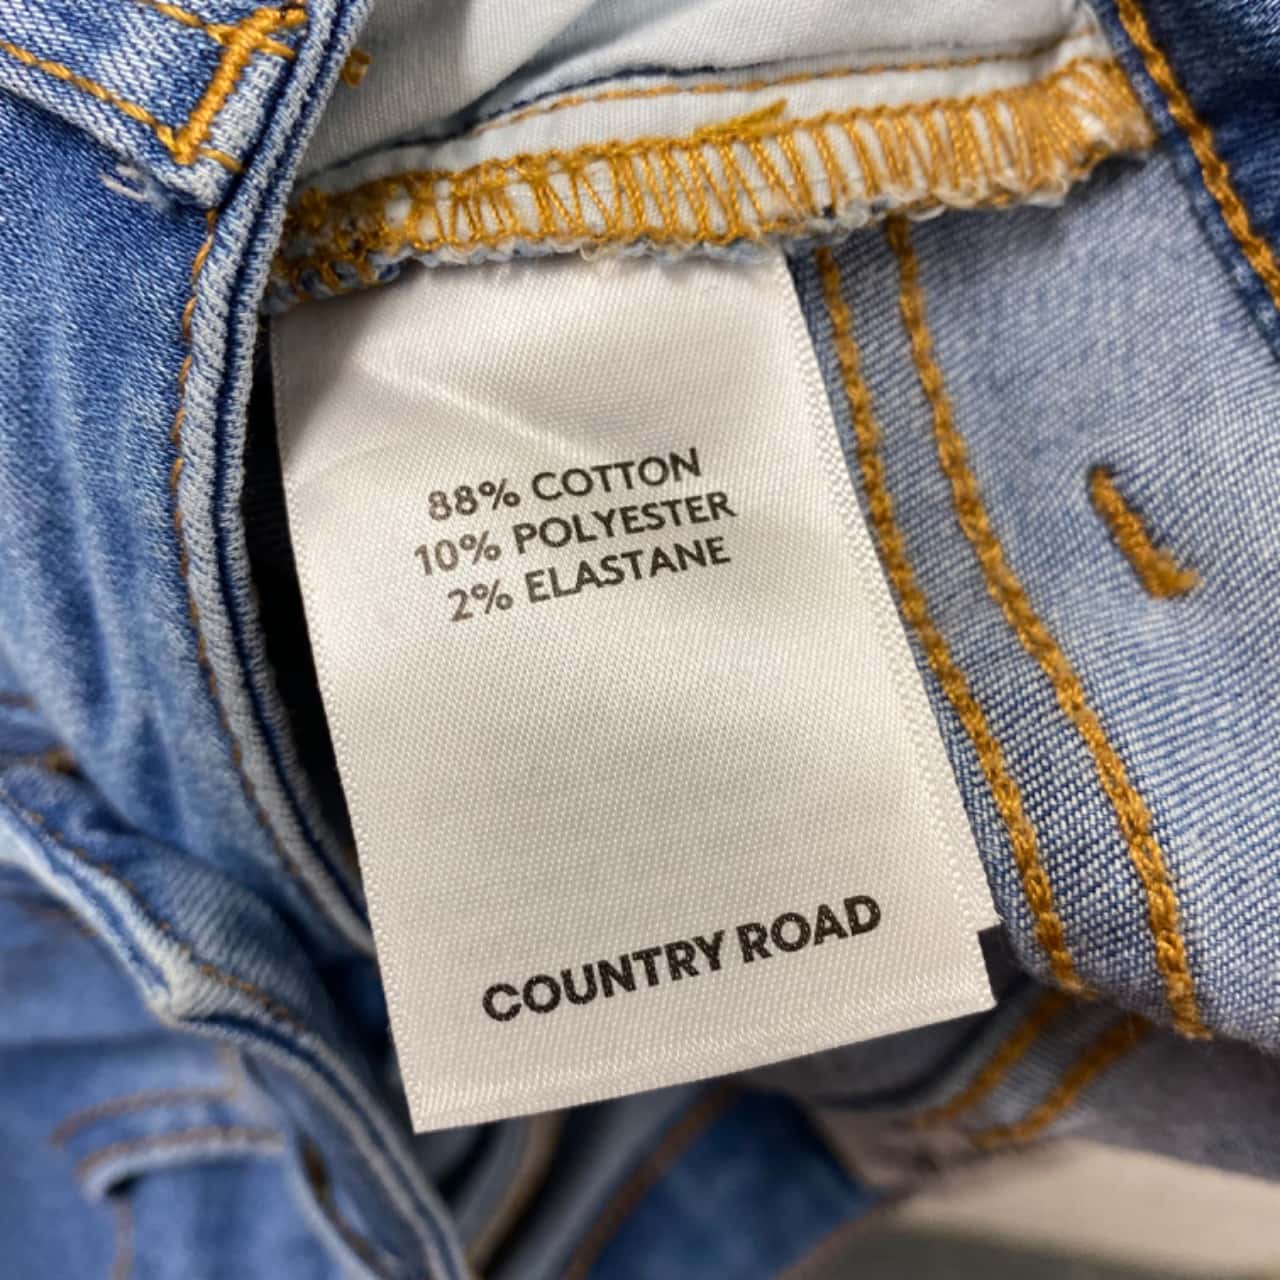 88% COTTON
10% POLYESTER
2% ELASTANE
COUNTRY ROAD